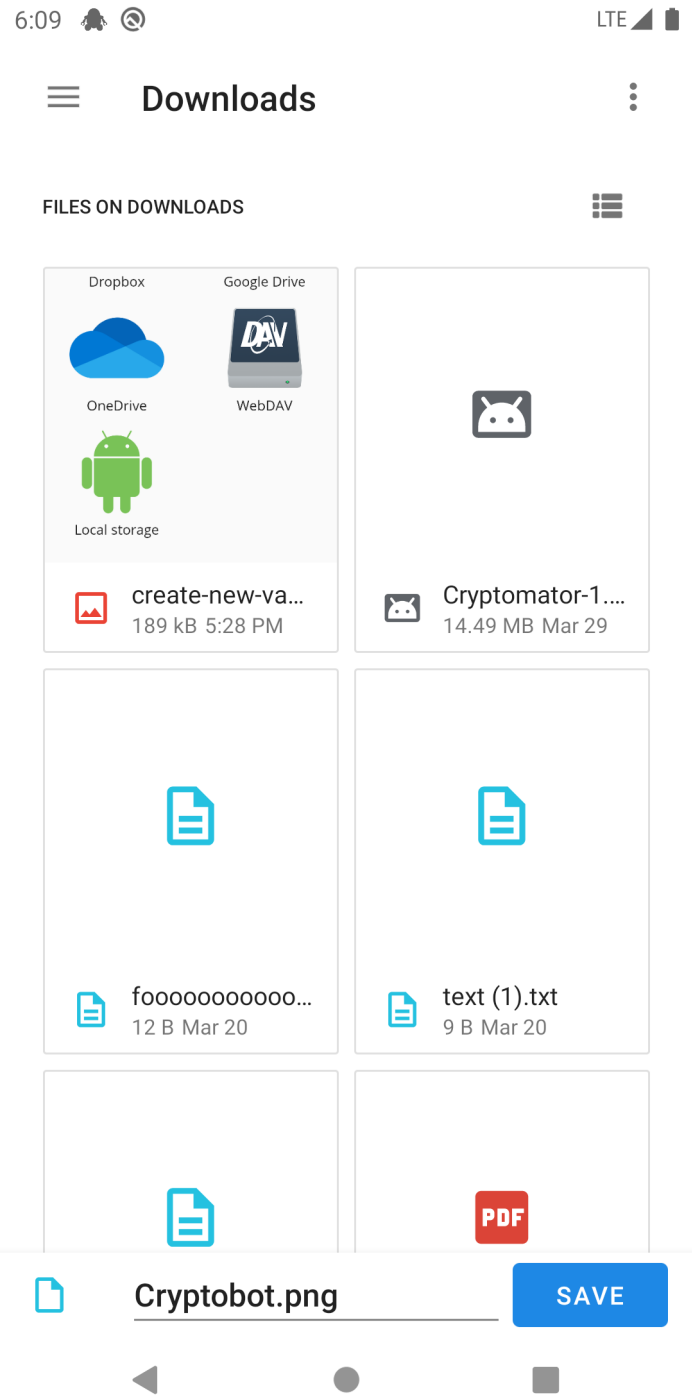 6:09
LTE
Downloads
FILES ON DOWNLOADS
Dropbox Google Drive
DAV
OneDrive WebDAV
Local storage
create-new-va...
189 kB 5:28 PM
Cryptomator-1....
14.49 MB Mar 29
fooooooooooo...
12 B Mar 20
text (1).txt
9 B Mar 20
PDF
Cryptobot.png
SAVE